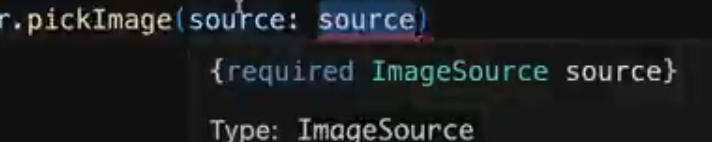 r.pickImage(source: source)
{required ImageSource source}
Type: ImageSource